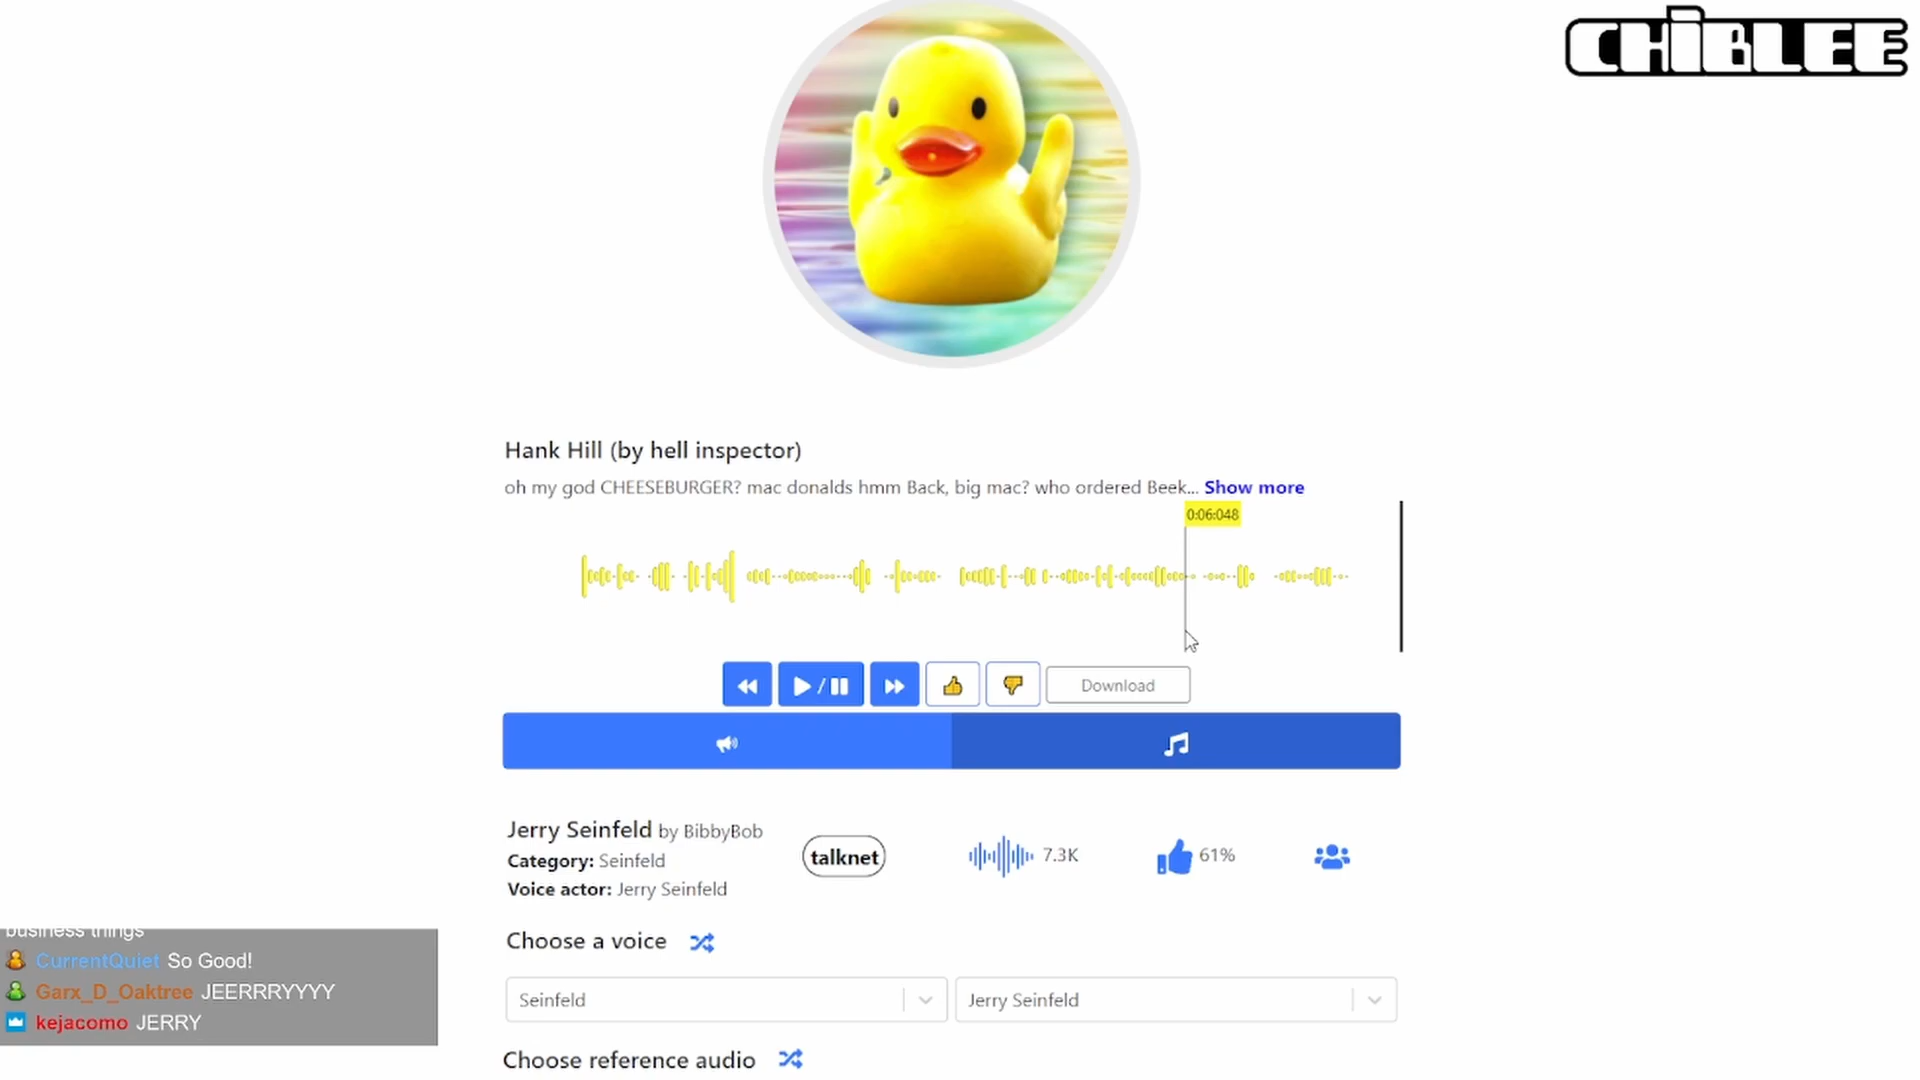 CHiBLEE
Hank Hill (by hell inspector)
oh my god CHEESEBURGER? mac donalds hmm Back, big mac? who ordered Beek... Show more
0:06:048
Download
Jerry Seinfeld by BibbyBob
Category: Seinfeld
Voice actor: Jerry Seinfeld
talknet
7.3K
61%
Choose a voice
Seinfeld
Jerry Seinfeld
Choose reference audio
business things
CurrentQuiet So Good!
Garx_D_Oaktree JEERRRYYYY
kejacomo JERRY